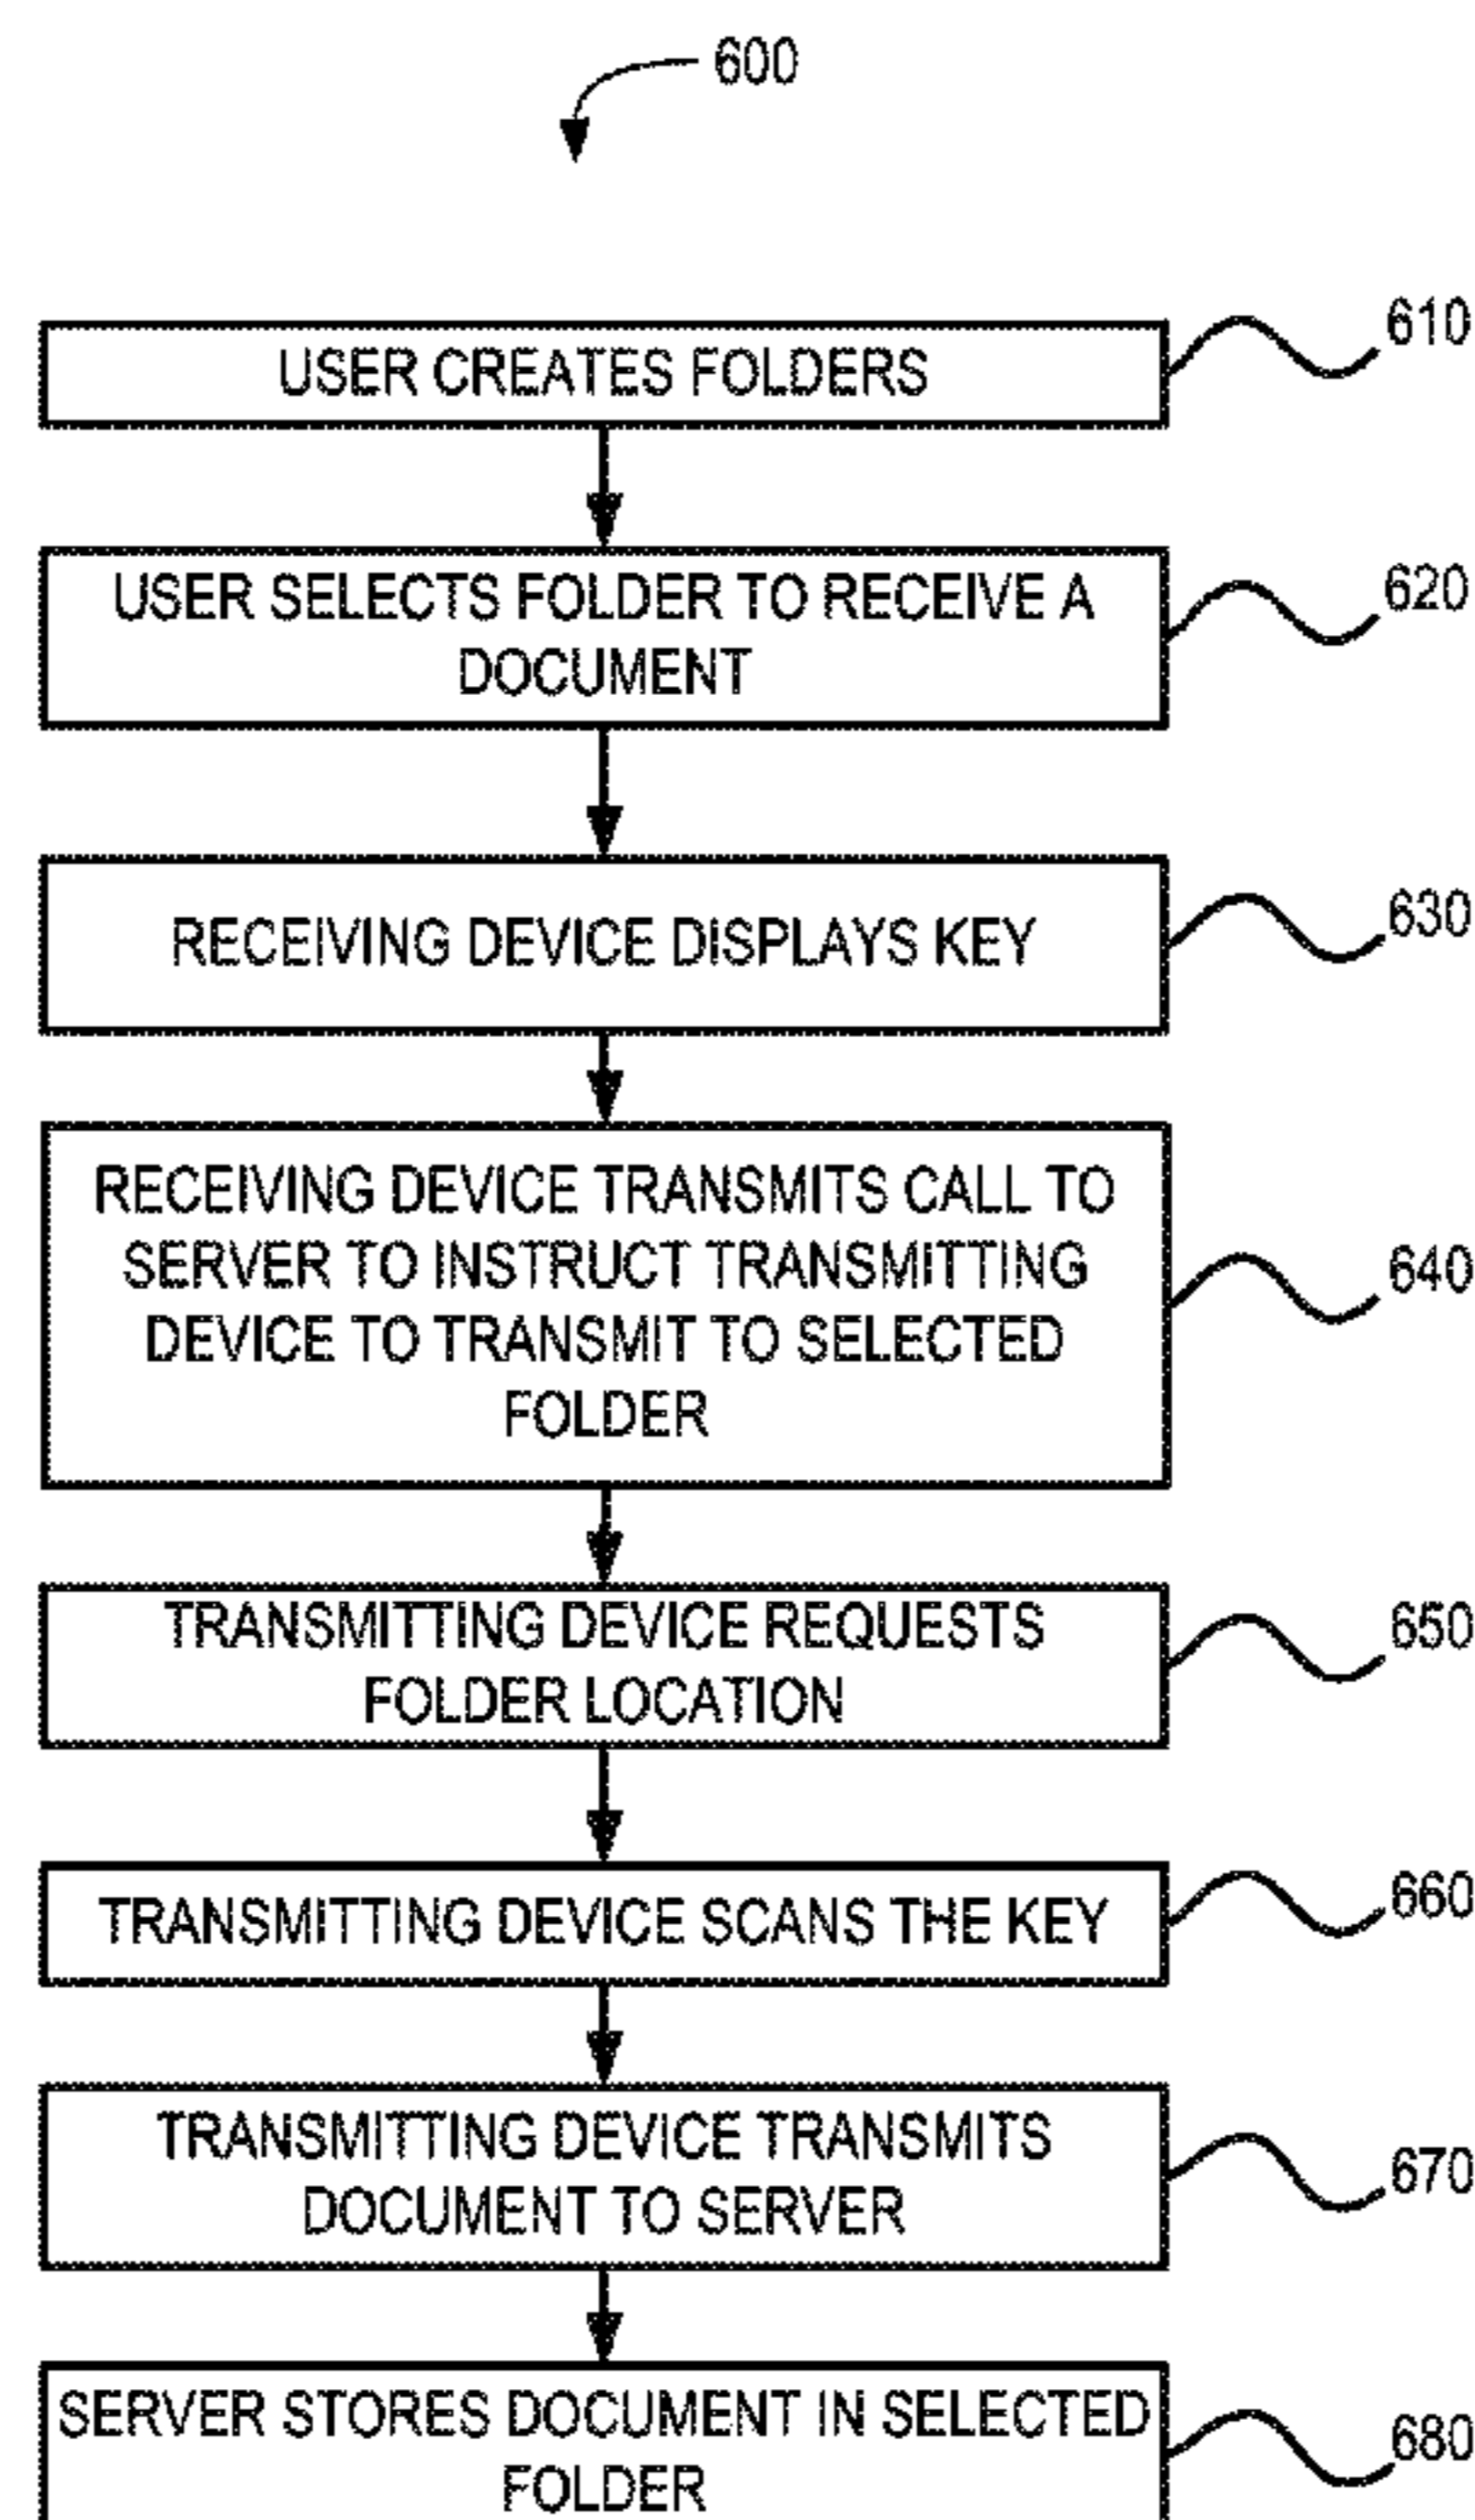 600
USER CREATES FOLDERS
610
USER SELECTS FOLDER TO RECEIVE A
DOCUMENT
620
RECEIVING DEVICE DISPLAYS KEY
630
RECEIVING DEVICE TRANSMITS CALL TO
SERVER TO INSTRUCT TRANSMITTING
DEVICE TO TRANSMIT TO SELECTED
FOLDER
640
TRANSMITTING DEVICE REQUESTS
FOLDER LOCATION
650
TRANSMITTING DEVICE SCANS THE KEY
660
TRANSMITTING DEVICE TRANSMITS
DOCUMENT TO SERVER
670
SERVER STORES DOCUMENT IN SELECTED
FOLDER
680